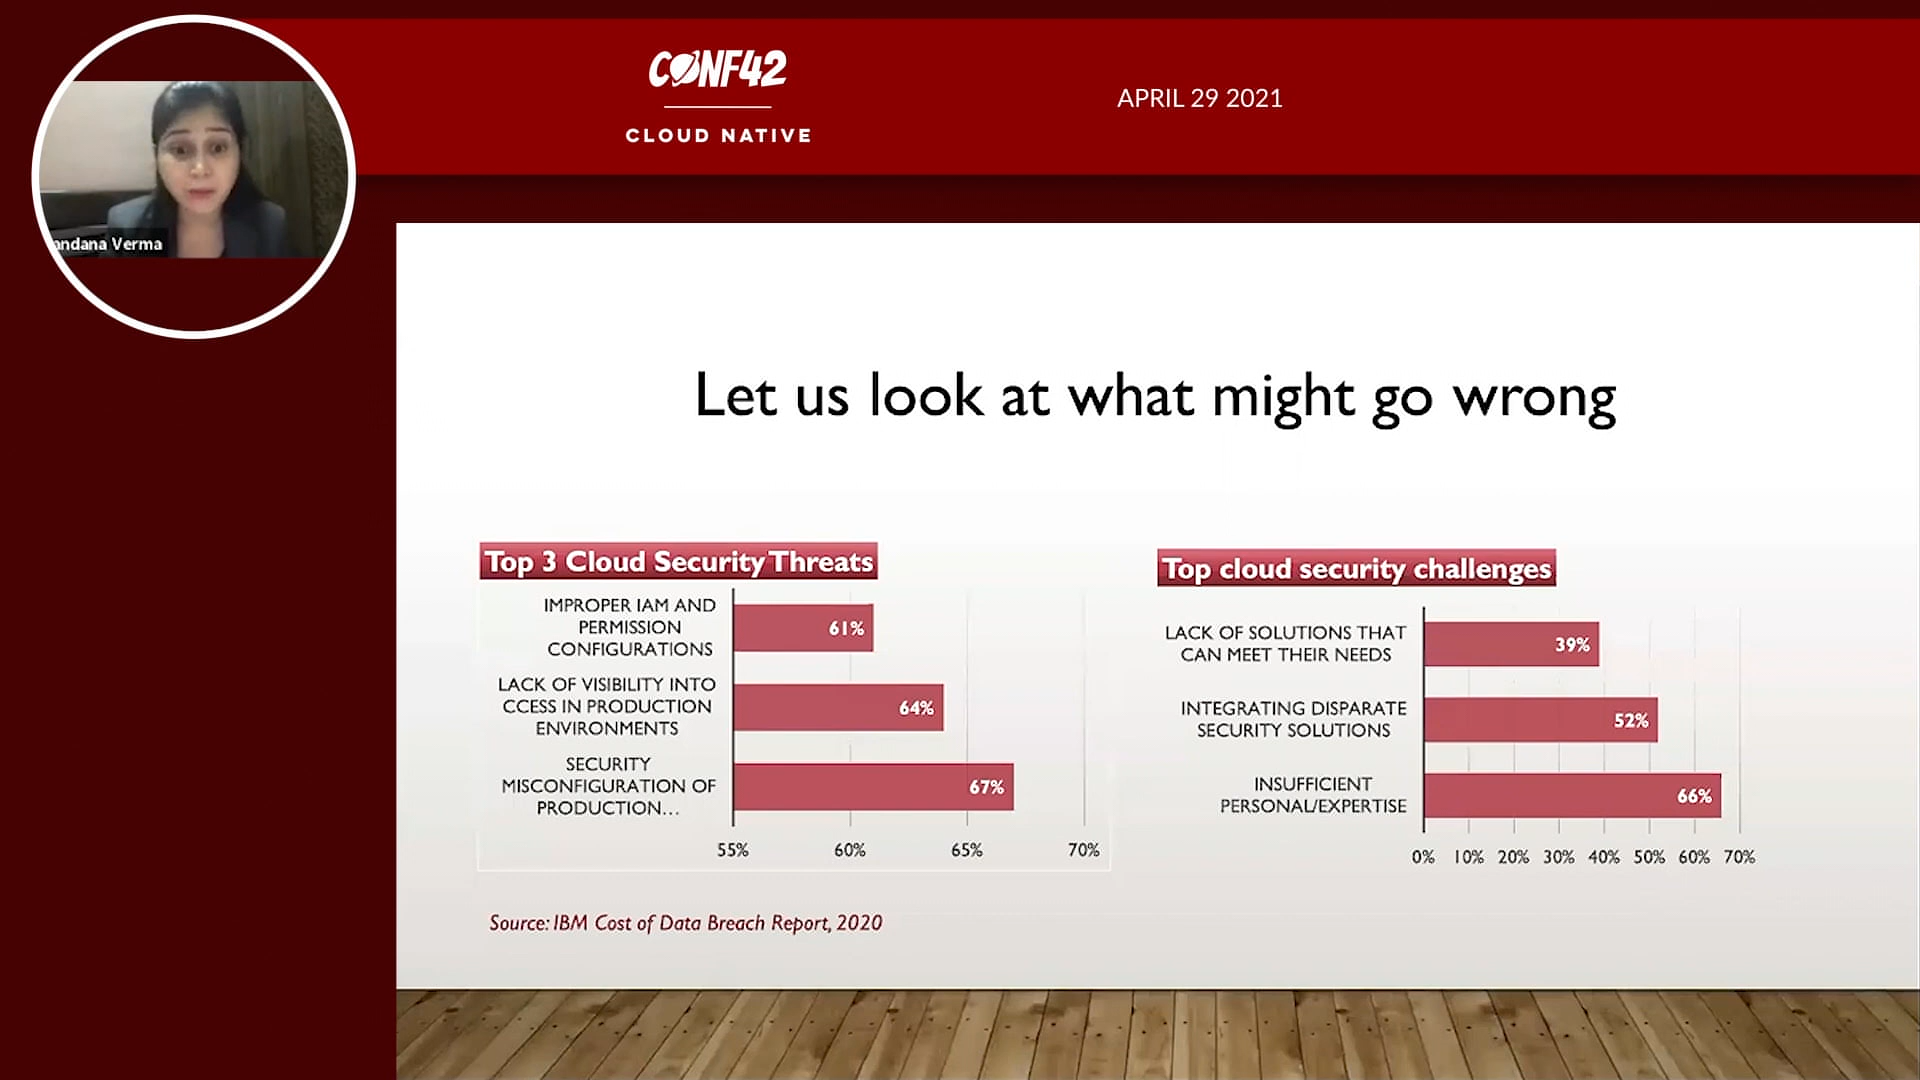 CONF42
CLOUD NATIVE
APRIL 29 2021
andana Verma
Let us look at what might go wrong
Top 3 Cloud Security Threats
IMPROPER IAM AND
PERMISSION
CONFIGURATIONS
61%
LACK OF VISIBILITY INTO
CCESS IN PRODUCTION
ENVIRONMENTS
64%
SECURITY
MISCONFIGURATION OF
PRODUCTION...
67%
55% 60% 65% 70%
Top cloud security challenges
LACK OF SOLUTIONS THAT
CAN MEET THEIR NEEDS
39%
INTEGRATING DISPARATE
SECURITY SOLUTIONS
52%
INSUFFICIENT
PERSONAL/EXPERTISE
66%
0% 10% 20% 30% 40% 50% 60% 70%
Source: IBM Cost of Data Breach Report, 2020